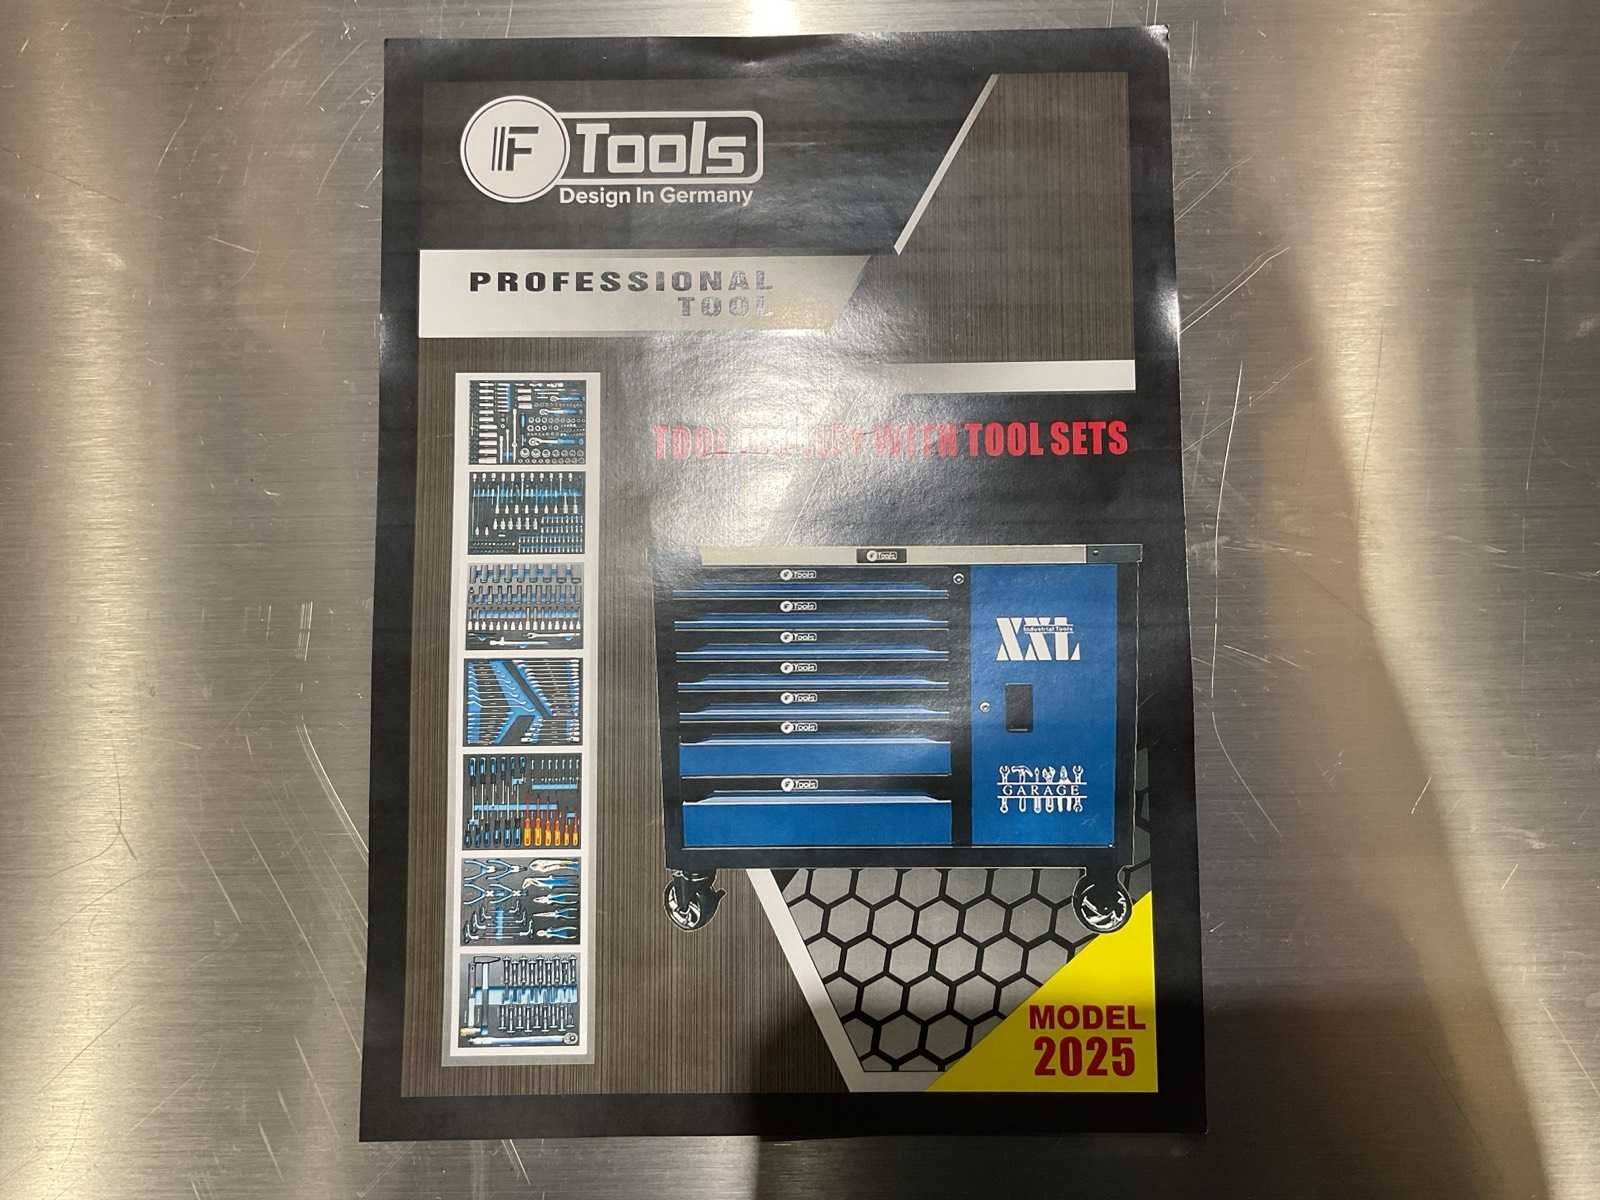 F Tools
Design In Germany
PROFESSIONAL
TOOL
TOOL WITH TOOL SETS
F Tools
F Tools
F Tools
F Tools
F Tools
F Tools
F Tools
F Tools
XXL
Industrial Tools
GARAGE
MODEL
2025